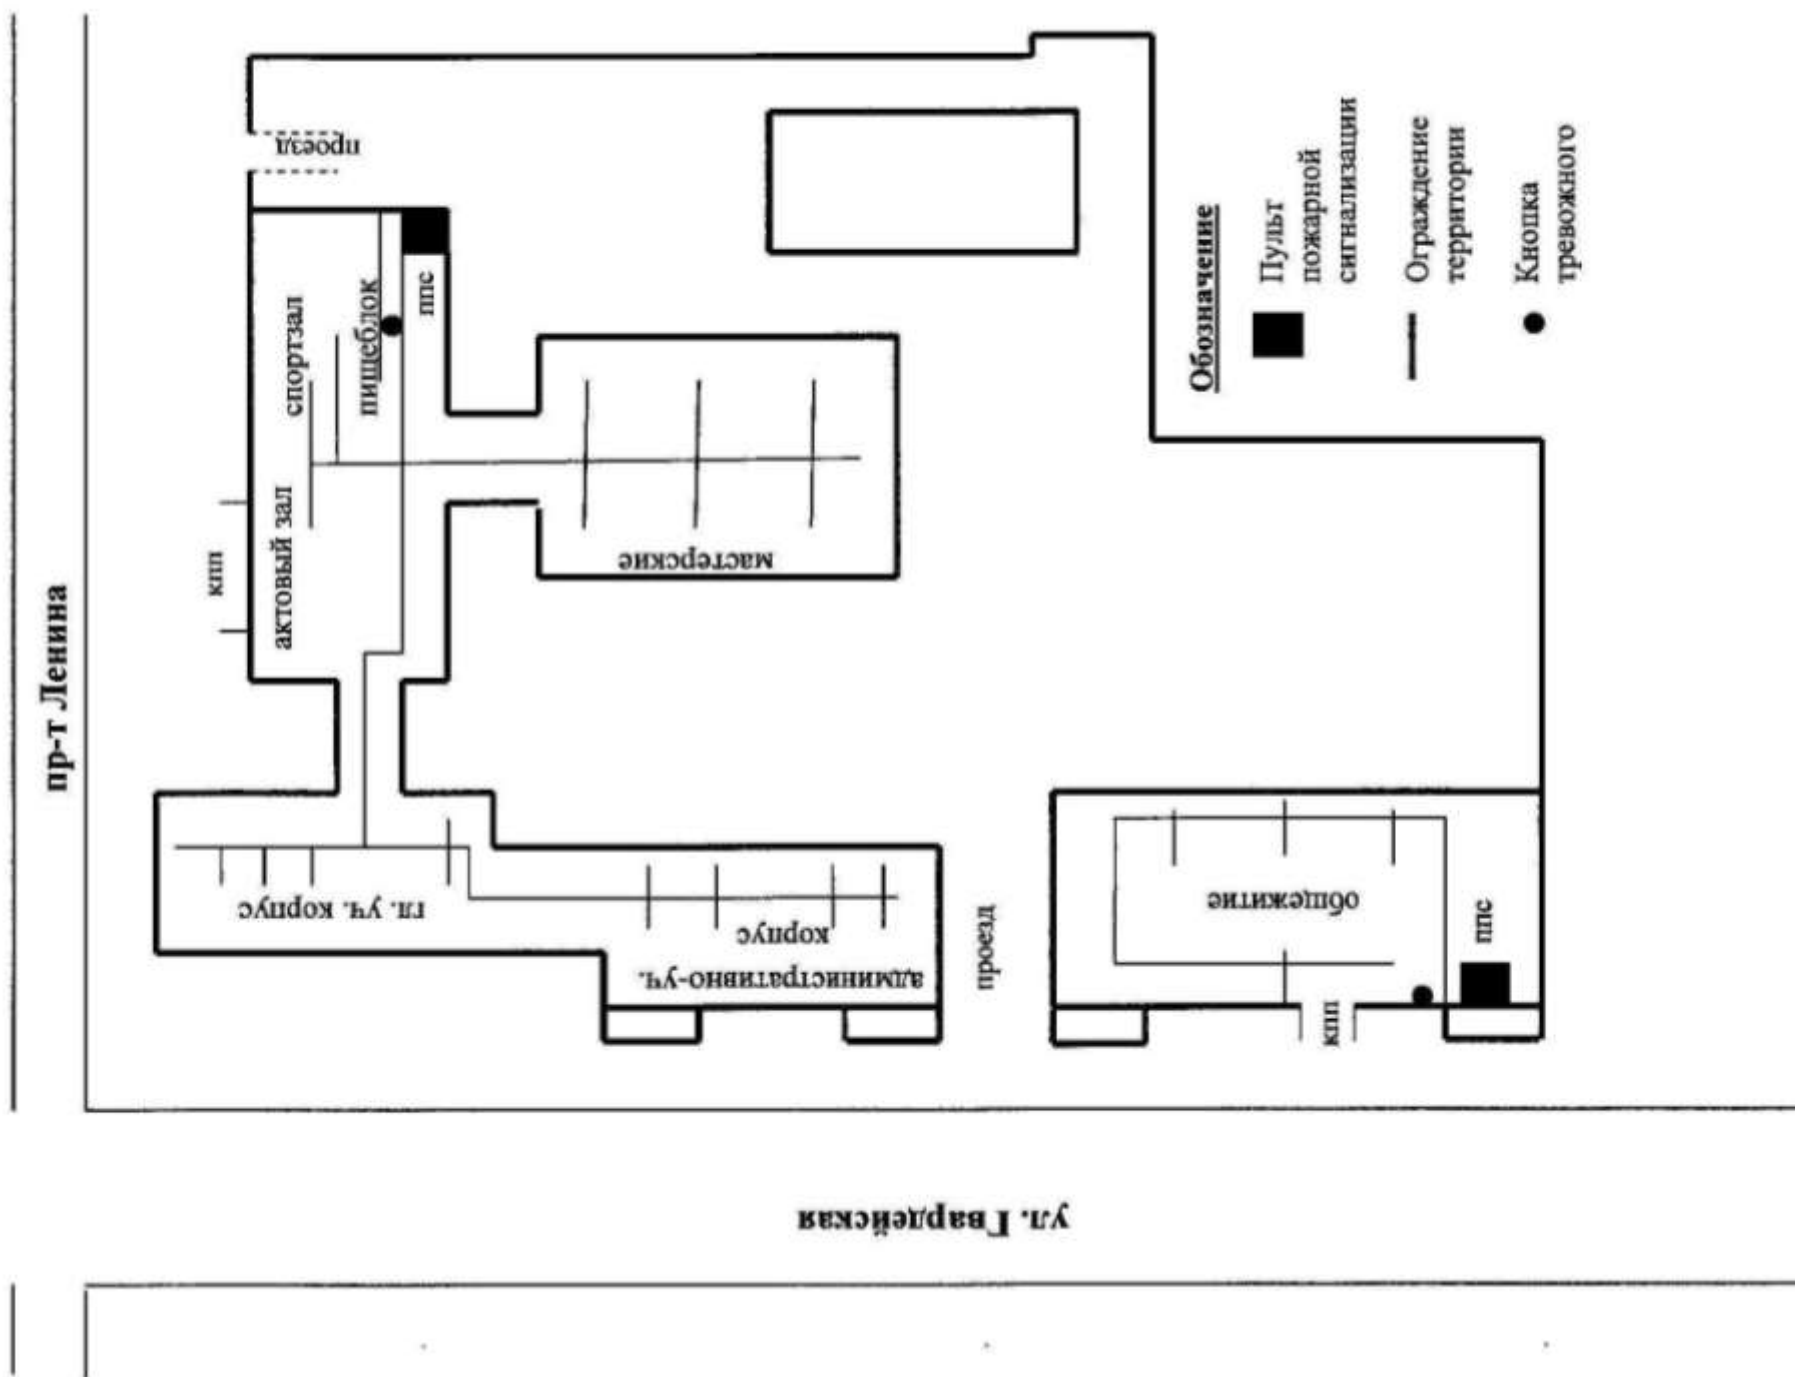 пр-т Ленина
проезд
кпп
спортзал
актовый зал
пищеблок
ппс
мастерские
гл. уч. корпус
административно-уч.
корпус
проезд
общежитие
ппс
кпп
ул. Гвардейская
Обозначение
Пульт
пожарной
сигнализации
Ограждение
территории
Кнопка
тревожного